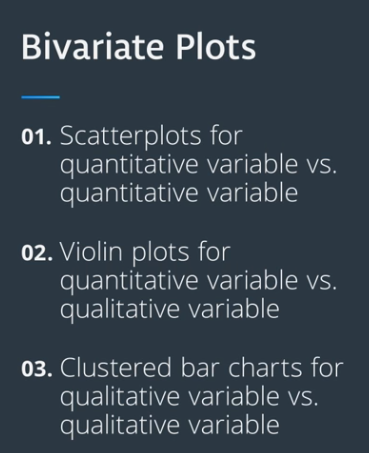 Bivariate Plots
01. Scatterplots for
quantitative variable vs.
quantitative variable
02. Violin plots for
quantitative variable vs.
qualitative variable
03. Clustered bar charts for
qualitative variable vs.
qualitative variable